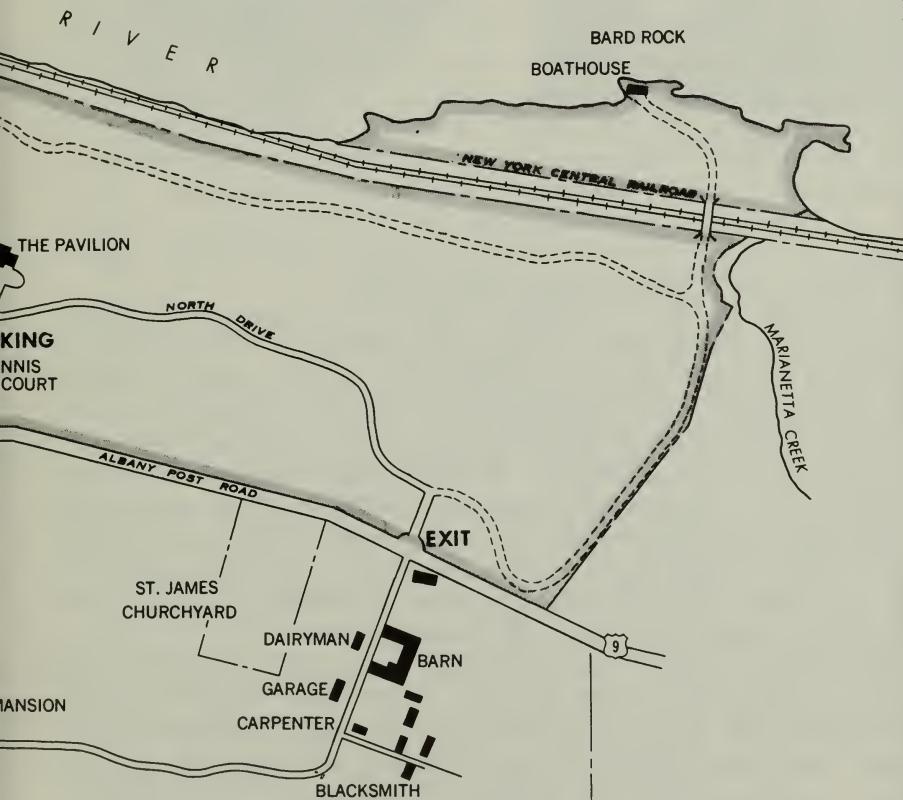 RIVER
BARD ROCK
BOATHOUSE
NEW YORK CENTRAL RAILROAD
THE PAVILION
NORTH DRIVE
KING
NNIS
COURT
MARIANETTA CREEK
ALBANY POST ROAD
EXIT
ST. JAMES
CHURCHYARD
9
DAIRYMAN
BARN
GARAGE
MANSION
CARPENTER
BLACKSMITH